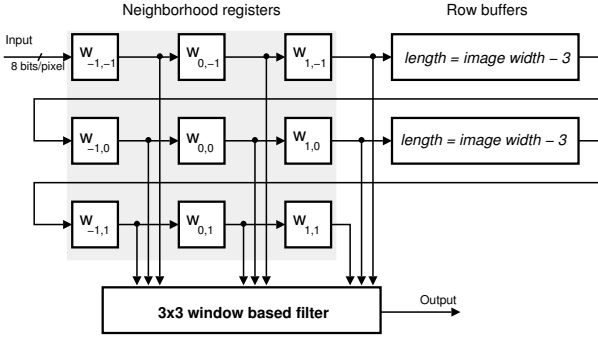 Neighborhood registers
Row buffers
Input
8 bits/pixel
W−1,−1
W0,−1
W1,−1
length = image width − 3
W−1,0
W0,0
W1,0
length = image width − 3
W−1,1
W0,1
W1,1
3x3 window based filter
Output